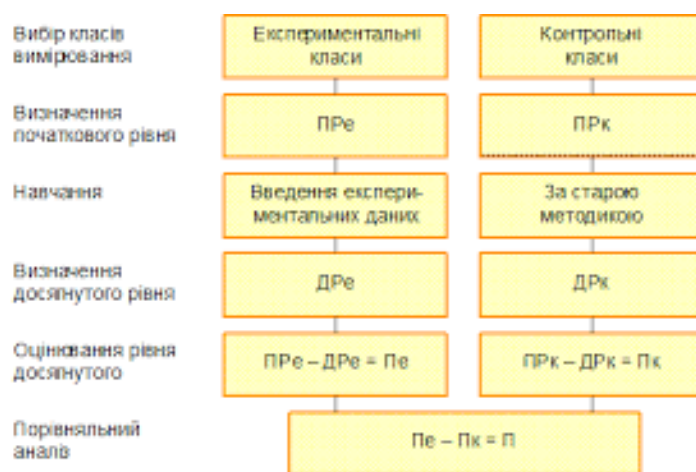 Вибір класів
вимірювання
Експериментальні
класи
Контрольні
класи
Визначення
початкового рівня
ПРе
ПРк
Навчання
Введення експери-
ментальних даних
За старою
методикою
Визначення
досягнутого рівня
ДРе
ДРк
Оцінювання рівня
досягнутого
ПРе – ДРе = Пе
ПРк – ДРк = Пк
Порівняльний
аналіз
Пе – Пк = П